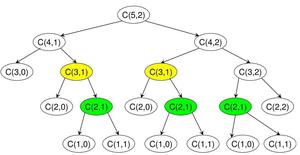 C(5,2)
C(4,1) C(4,2)
C(3,0) C(3,1) C(3,1) C(3,2)
C(2,0) C(2,1) C(2,0) C(2,1) C(2,1) C(2,2)
C(1,0) C(1,1) C(1,0) C(1,1) C(1,0) C(1,1)